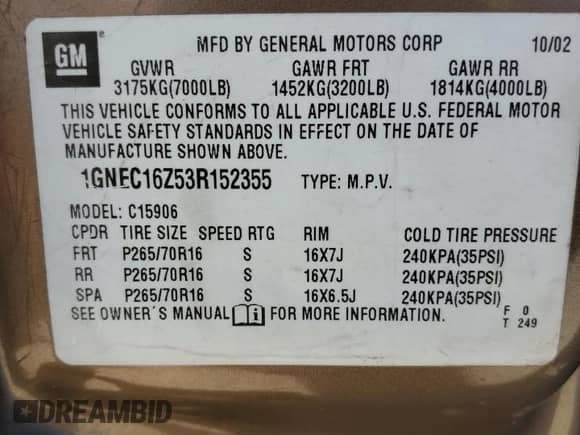 GM
MFD BY GENERAL MOTORS CORP 10/02
GVWR GAWR FRT GAWR RR
3175KG(7000LB) 1452KG(3200LB) 1814KG(4000LB)
THIS VEHICLE CONFORMS TO ALL APPLICABLE U.S. FEDERAL MOTOR
VEHICLE SAFETY STANDARDS IN EFFECT ON THE DATE OF
MANUFACTURE SHOWN ABOVE.
1GNEC16Z53R152355 TYPE: M.P.V.
MODEL: C15906
CPDR TIRE SIZE SPEED RTG RIM COLD TIRE PRESSURE
FRT P265/70R16 S 16X7J 240KPA(35PSI)
RR P265/70R16 S 16X7J 240KPA(35PSI)
SPA P265/70R16 S 16X6.5J 240KPA(35PSI)
SEE OWNER'S MANUAL i FOR MORE INFORMATION.
F 0
T 249
DREAMBID